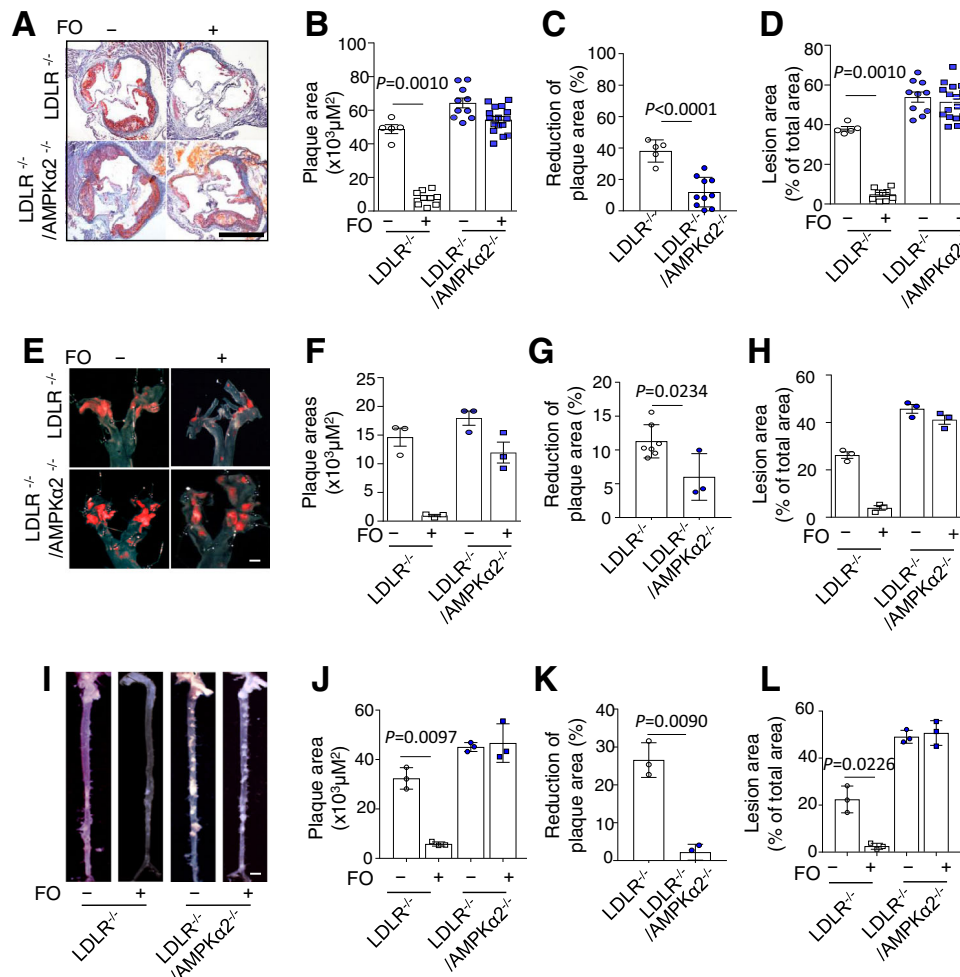 A
FO
–
+
LDLR-/-
LDLR-/-
/AMPKα2-/-
B
Plaque area
(x10³µM²)
100
80
60
40
20
0
P=0.0010
FO
–
+
–
+
LDLR-/-
LDLR-/-
/AMPKα2-/-
C
Reduction of
plaque area (%)
80
60
40
20
0
P<0.0001
LDLR-/-
LDLR-/-
/AMPKα2-/-
D
Lesion area
(% of total area)
80
60
40
20
0
P=0.0010
FO
–
+
–
–
LDLR-/-
LDLR-/-
/AMPKα2-/-
E
FO
–
+
LDLR-/-
LDLR-/-
/AMPKα2-/-
F
Plaque areas
(x10³µM²)
25
20
15
10
5
0
FO
–
+
–
+
LDLR-/-
LDLR-/-
/AMPKα2-/-
G
Reduction of
plaque area (%)
20
15
10
5
0
P=0.0234
LDLR-/-
LDLR-/-
/AMPKα2-/-
H
Lesion area
(% of total area)
60
40
20
0
FO
–
+
–
+
LDLR-/-
LDLR-/-
/AMPKα2-/-
I
FO
–
+
–
+
LDLR-/-
LDLR-/-
/AMPKα2-/-
J
Plaque area
(x10³µM²)
60
40
20
0
P=0.0097
FO
–
+
–
+
LDLR-/-
LDLR-/-
/AMPKα2-/-
K
Reduction of
plaque area (%)
40
30
20
10
0
P=0.0090
LDLR-/-
LDLR-/-
/AMPKα2-/-
L
Lesion area
(% of total area)
60
40
20
0
P=0.0226
FO
–
+
–
+
LDLR-/-
LDLR-/-
/AMPKα2-/-